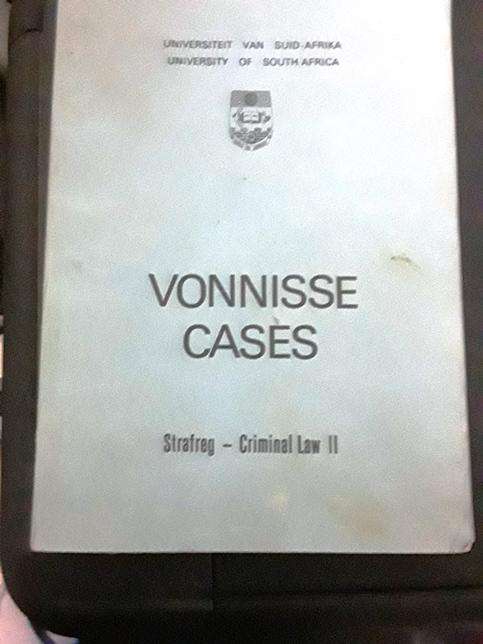 UNIVERSITEIT VAN SUID-AFRIKA
UNIVERSITY OF SOUTH AFRICA
VONNISSE
CASES
Strafreg – Criminal Law II